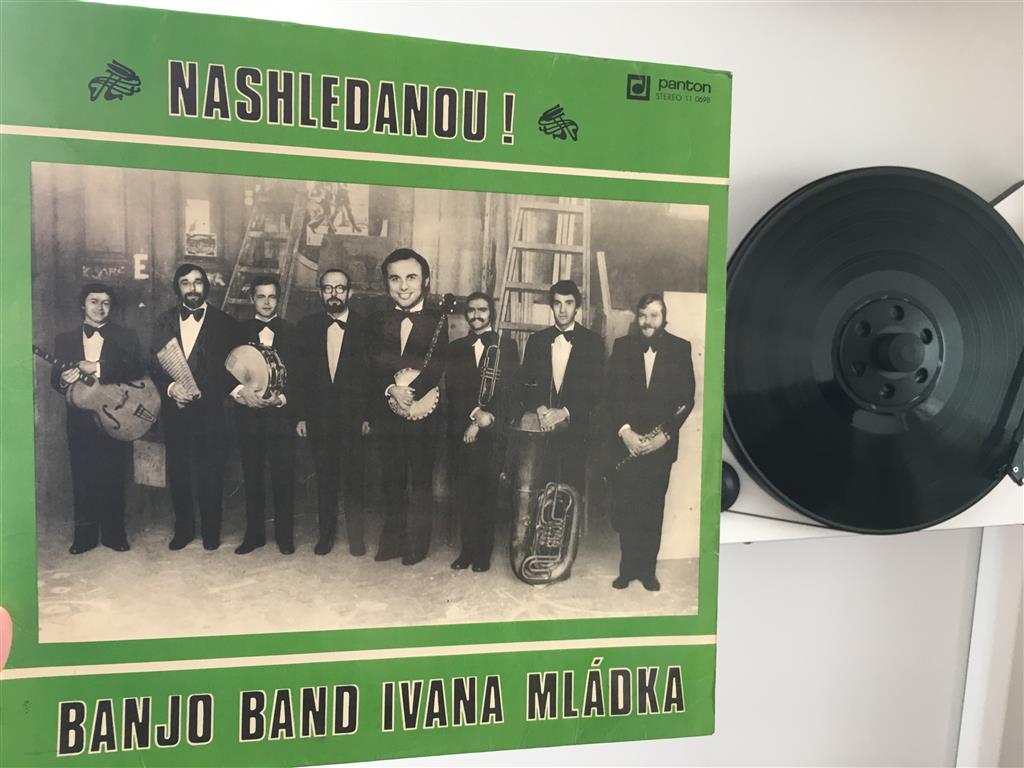 NASHLEDANOU !
panton
STEREO 11 0698
BANJO BAND IVANA MLÁDKA